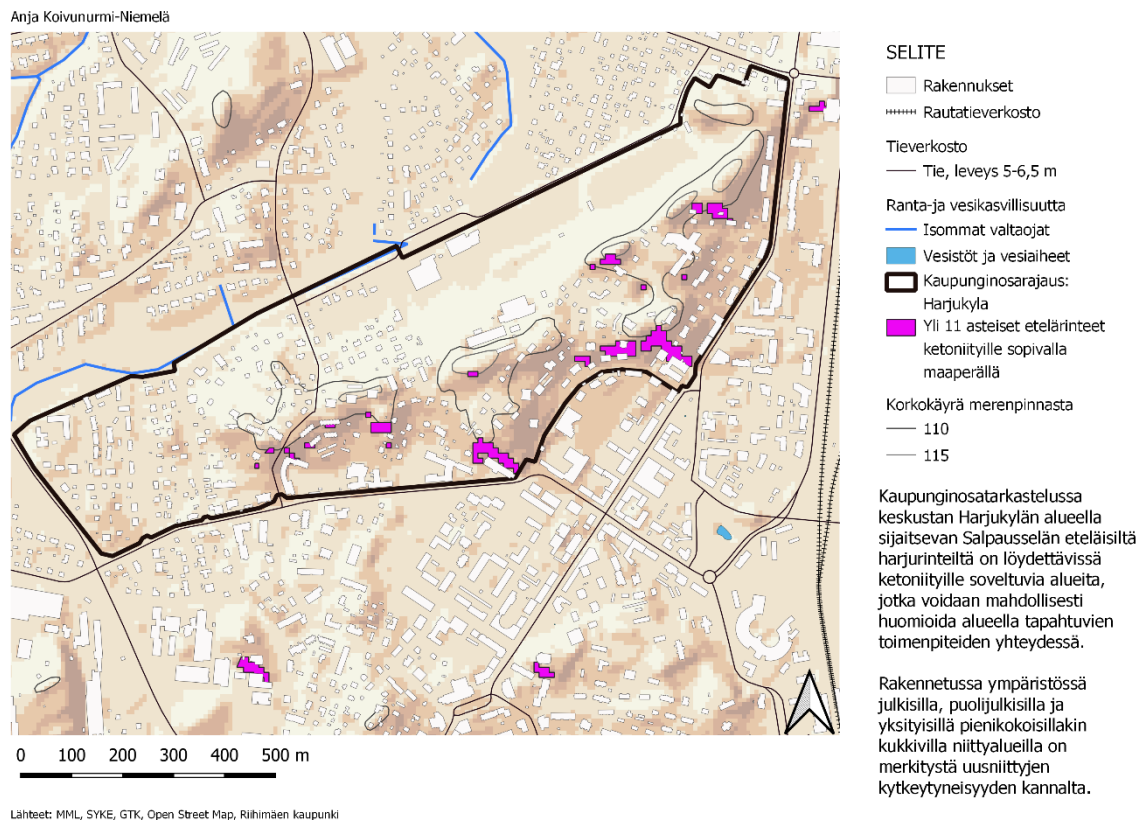 Anja Koivunurmi-Niemelä
SELITE
Rakennukset
Rautatieverkosto
Tieverkosto
Tie, leveys 5-6,5 m
Ranta-ja vesikasvillisuutta
Isommat valtaojat
Vesistöt ja vesiaiheet
Kaupunginosarajaus:
Harjukyla
Yli 11 asteiset etelärinteet
ketoniityille sopivalla
maaperällä
Korkokäyrä merenpinnasta
110
115
Kaupunginosatarkastelussa
keskustan Harjukylän alueella
sijaitsevan Salpausselän eteläisiltä
harjurinteiltä on löydettävissä
ketoniityille soveltuvia alueita,
jotka voidaan mahdollisesti
huomioida alueella tapahtuvien
toimenpiteiden yhteydessä.
Rakennetussa ympäristössä
julkisilla, puolijulkisilla ja
yksityisillä pienikokoisillakin
kukkivilla niittyalueilla on
merkitystä uusniittyjen
kytkeytyneisyyden kannalta.
0 100 200 300 400 500 m
Lähteet: MML, SYKE, GTK, Open Street Map, Riihimäen kaupunki